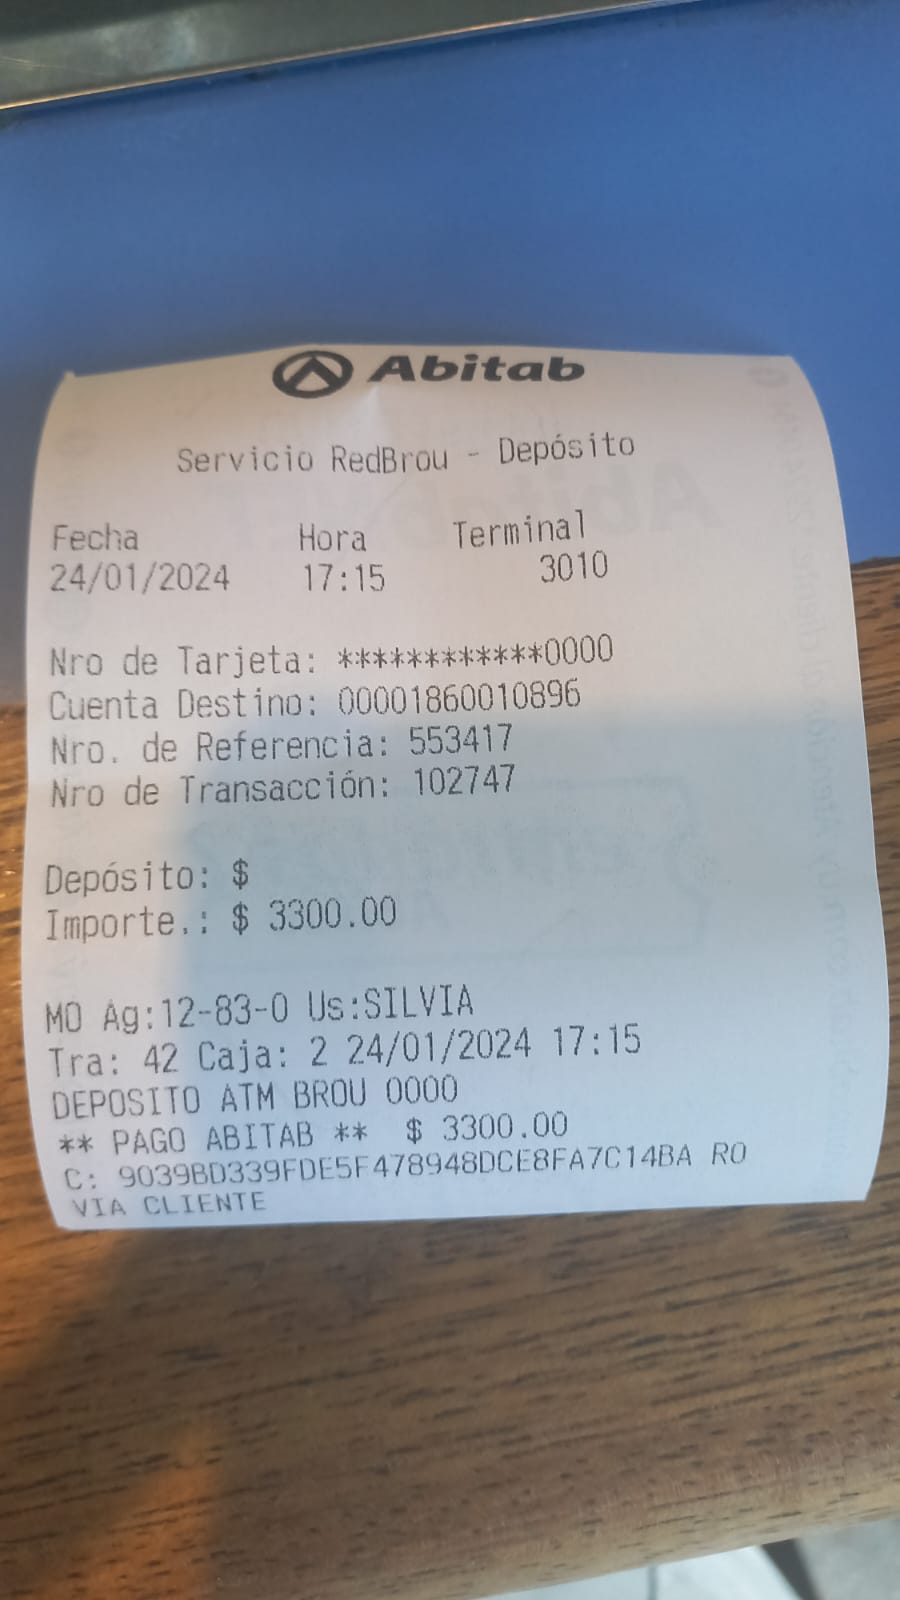 Abitab
Servicio RedBrou - Depósito
Fecha Hora Terminal
24/01/2024 17:15 3010
Nro de Tarjeta: ************0000
Cuenta Destino: 00001860010896
Nro. de Referencia: 553417
Nro de Transacción: 102747
Depósito: $
Importe.: $ 3300.00
MO Ag:12-83-0 Us:SILVIA
Tra: 42 Caja: 2 24/01/2024 17:15
DEPOSITO ATM BROU 0000
** PAGO ABITAB ** $ 3300.00
C: 9039BD339FDE5F478948DCE8FA7C14BA RO
VIA CLIENTE